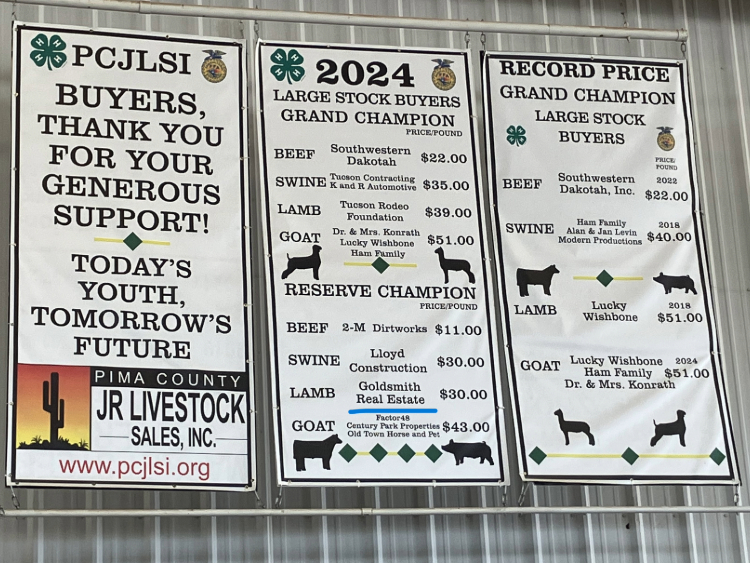 PCJLSI
BUYERS,
THANK YOU
FOR YOUR
GENEROUS
SUPPORT!
TODAY'S
YOUTH,
TOMORROW'S
FUTURE
PIMA COUNTY
JR LIVESTOCK
SALES, INC.
www.pcjlsi.org
2024
LARGE STOCK BUYERS
GRAND CHAMPION
PRICE/POUND
BEEF Southwestern Dakotah $22.00
SWINE Tucson Contracting K and R Automotive $35.00
LAMB Tucson Rodeo Foundation $39.00
GOAT Dr. & Mrs. Konrath Lucky Wishbone Ham Family $51.00
RESERVE CHAMPION
PRICE/POUND
BEEF 2-M Dirtworks $11.00
SWINE Lloyd Construction $30.00
LAMB Goldsmith Real Estate $30.00
GOAT Factor48 Century Park Properties Old Town Horse and Pet $43.00
RECORD PRICE
GRAND CHAMPION
LARGE STOCK
BUYERS
PRICE/
POUND
BEEF Southwestern Dakotah, Inc. 2022 $22.00
SWINE Ham Family Alan & Jan Levin Modern Productions 2018 $40.00
LAMB Lucky Wishbone 2018 $51.00
GOAT Lucky Wishbone Ham Family Dr. & Mrs. Konrath 2024 $51.00